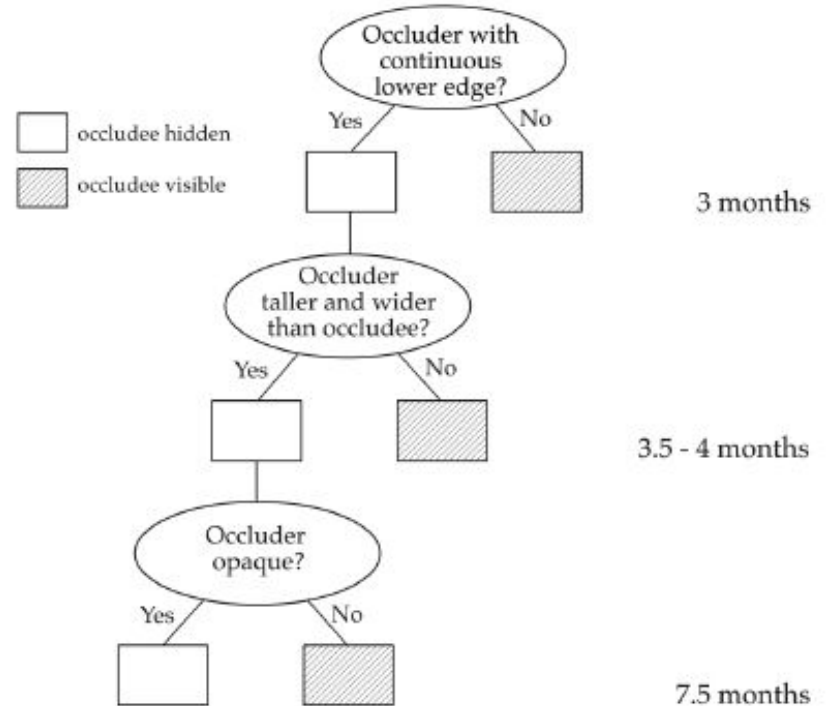 Occluder with
continuous
lower edge?
Yes
No
occludee hidden
occludee visible
3 months
Occluder
taller and wider
than occludee?
Yes
No
3.5 - 4 months
Occluder
opaque?
Yes
No
7.5 months